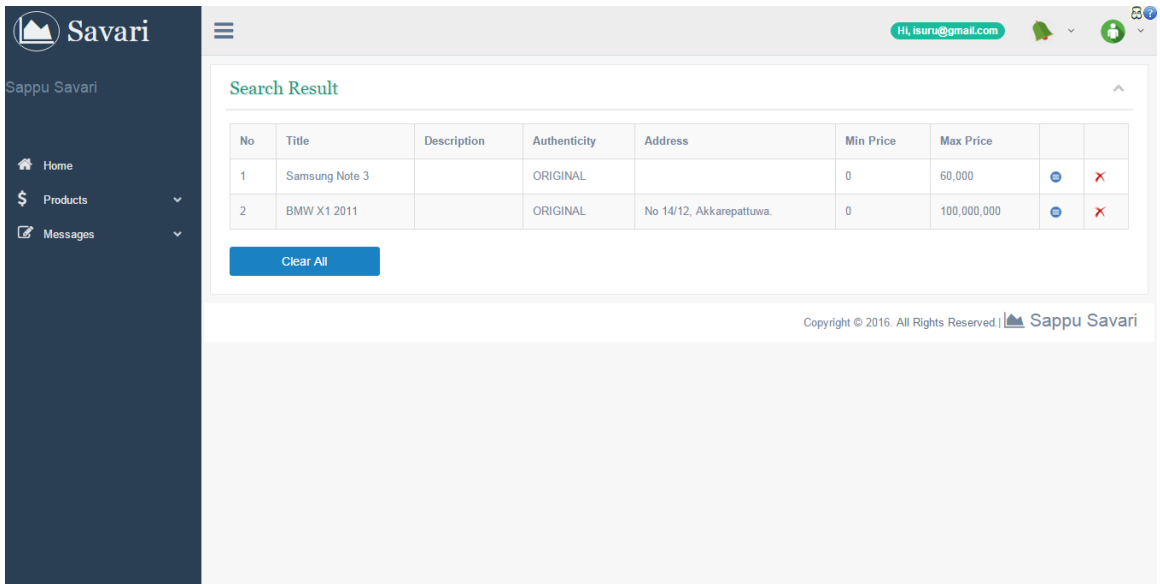 Savari
Hi, isuru@gmail.com
සිං
Sappu Savari
Search Result
No Title Description Authenticity Address Min Price Max Price
1 Samsung Note 3 ORIGINAL 0 60,000
2 BMW X1 2011 ORIGINAL No 14/12, Akkarepattuwa. 0 100,000,000
Home
$ Products
Messages
Clear All
Copyright © 2016. All Rights Reserved.| Sappu Savari